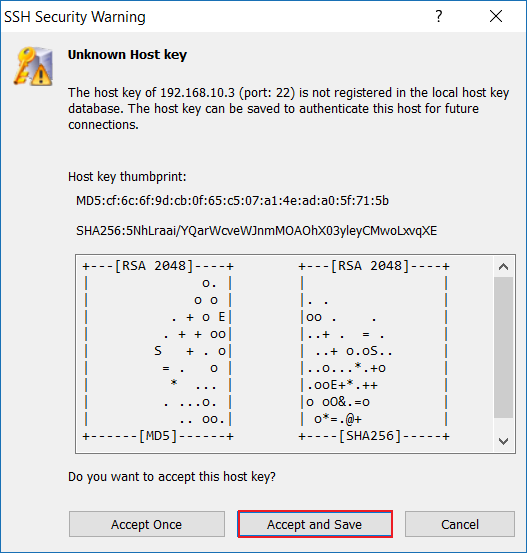 SSH Security Warning
Unknown Host key
The host key of 192.168.10.3 (port: 22) is not registered in the local host key
database. The host key can be saved to authenticate this host for future
connections.
Host key thumbprint:
MD5:cf:6c:6f:9d:cb:0f:65:c5:07:a1:4e:ad:a0:5f:71:5b
SHA256:5NhLraai/YQarWcveWJnmMOAOhX03yleyCMwoLxvqXE
+---[RSA 2048]----+         +---[RSA 2048]----+
|               o. |         |                  |
|              o o |         |. .               |
|           . + o E|         |oo .    .         |
|          . + + oo|         |..+ .  = .        |
|         S   + . o|         | ..+ o.oS..       |
|          = .   o |         |..o...*.+o        |
|           *  ... |         |.ooE+*.++         |
|          . ...o. |         |o oO&.=o          |
|            .. oo.|         | o*=.@+           |
+------[MD5]------+         +----[SHA256]-----+
Do you want to accept this host key?
Accept Once Accept and Save Cancel